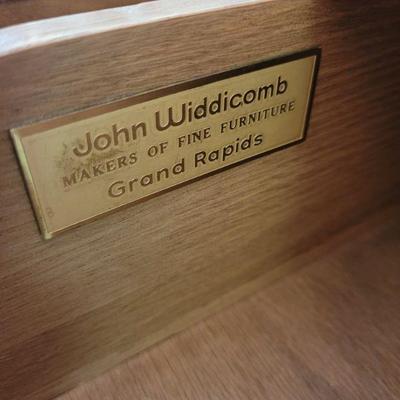 John Widdicomb
MAKERS OF FINE FURNITURE
Grand Rapids